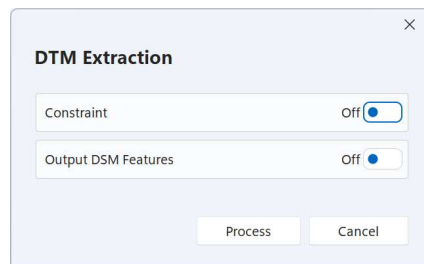 DTM Extraction
Constraint Off
Output DSM Features Off
Process Cancel